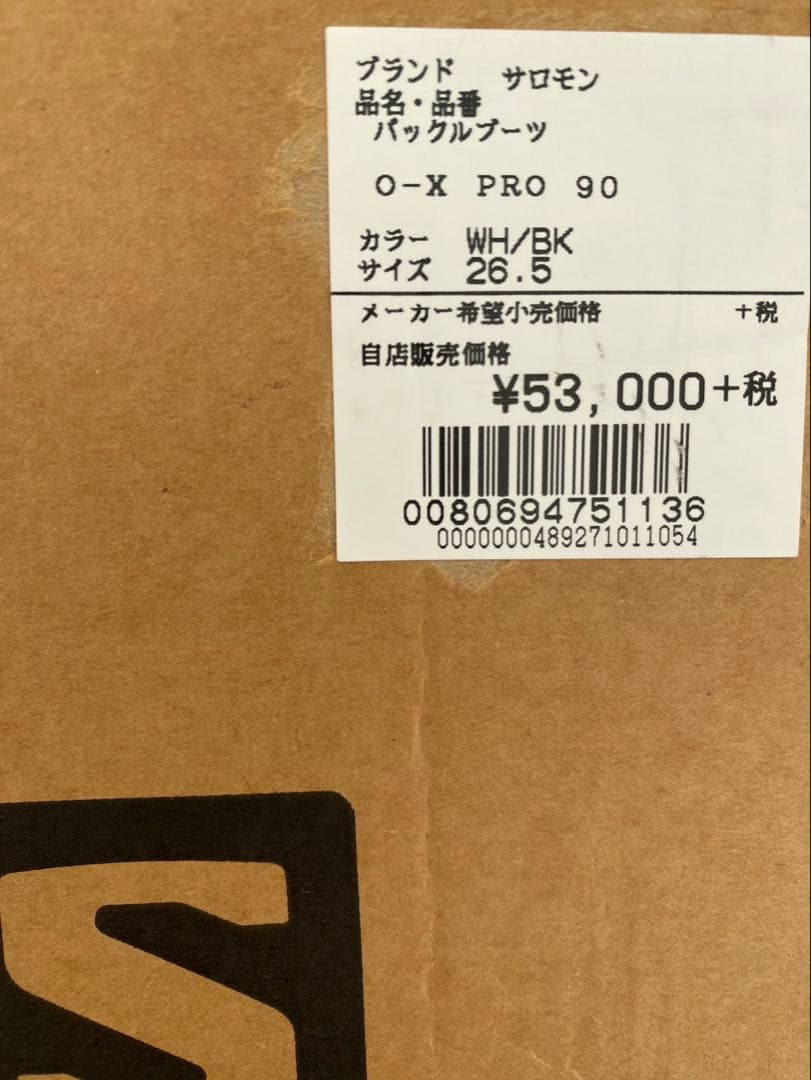 ブランド サロモン
品名・品番
バックルブーツ
O-X PRO 90
カラー WH/BK
サイズ 26.5
メーカー希望小売価格 +税
自店販売価格
¥53,000+税
0080694751136
0000000489271011054